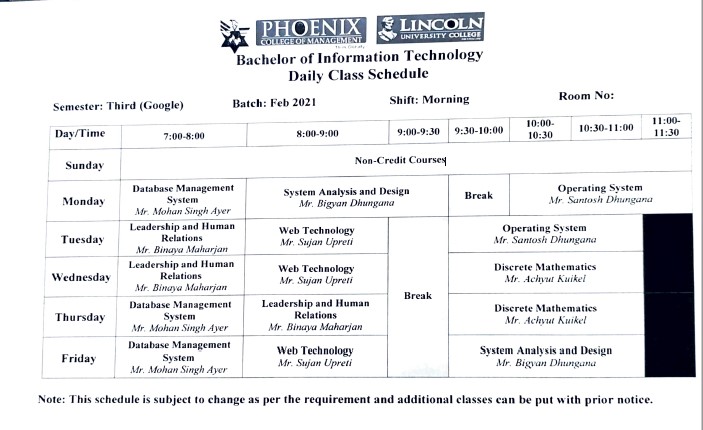 PHOENIX
COLLEGE OF MANAGEMENT
LINCOLN
UNIVERSITY COLLEGE
Bachelor of Information Technology
Daily Class Schedule
Semester: Third (Google) Batch: Feb 2021 Shift: Morning Room No:
Day/Time 7:00-8:00 8:00-9:00 9:00-9:30 9:30-10:00 10:00-10:30 10:30-11:00 11:00-11:30
Sunday Non-Credit Courses
Monday
Database Management
System
Mr. Mohan Singh Ayer
System Analysis and Design
Mr. Bigyan Dhungana
Break
Operating System
Mr. Santosh Dhungana
Tuesday
Leadership and Human
Relations
Mr. Binaya Maharjan
Web Technology
Mr. Sujan Upreti
Break
Operating System
Mr. Santosh Dhungana
Wednesday
Leadership and Human
Relations
Mr. Binaya Maharjan
Web Technology
Mr. Sujan Upreti
Discrete Mathematics
Mr. Achyut Kuikel
Thursday
Database Management
System
Mr. Mohan Singh Ayer
Leadership and Human
Relations
Mr. Binaya Maharjan
Discrete Mathematics
Mr. Achyut Kuikel
Friday
Database Management
System
Mr. Mohan Singh Ayer
Web Technology
Mr. Sujan Upreti
System Analysis and Design
Mr. Bigyan Dhungana
Note: This schedule is subject to change as per the requirement and additional classes can be put with prior notice.